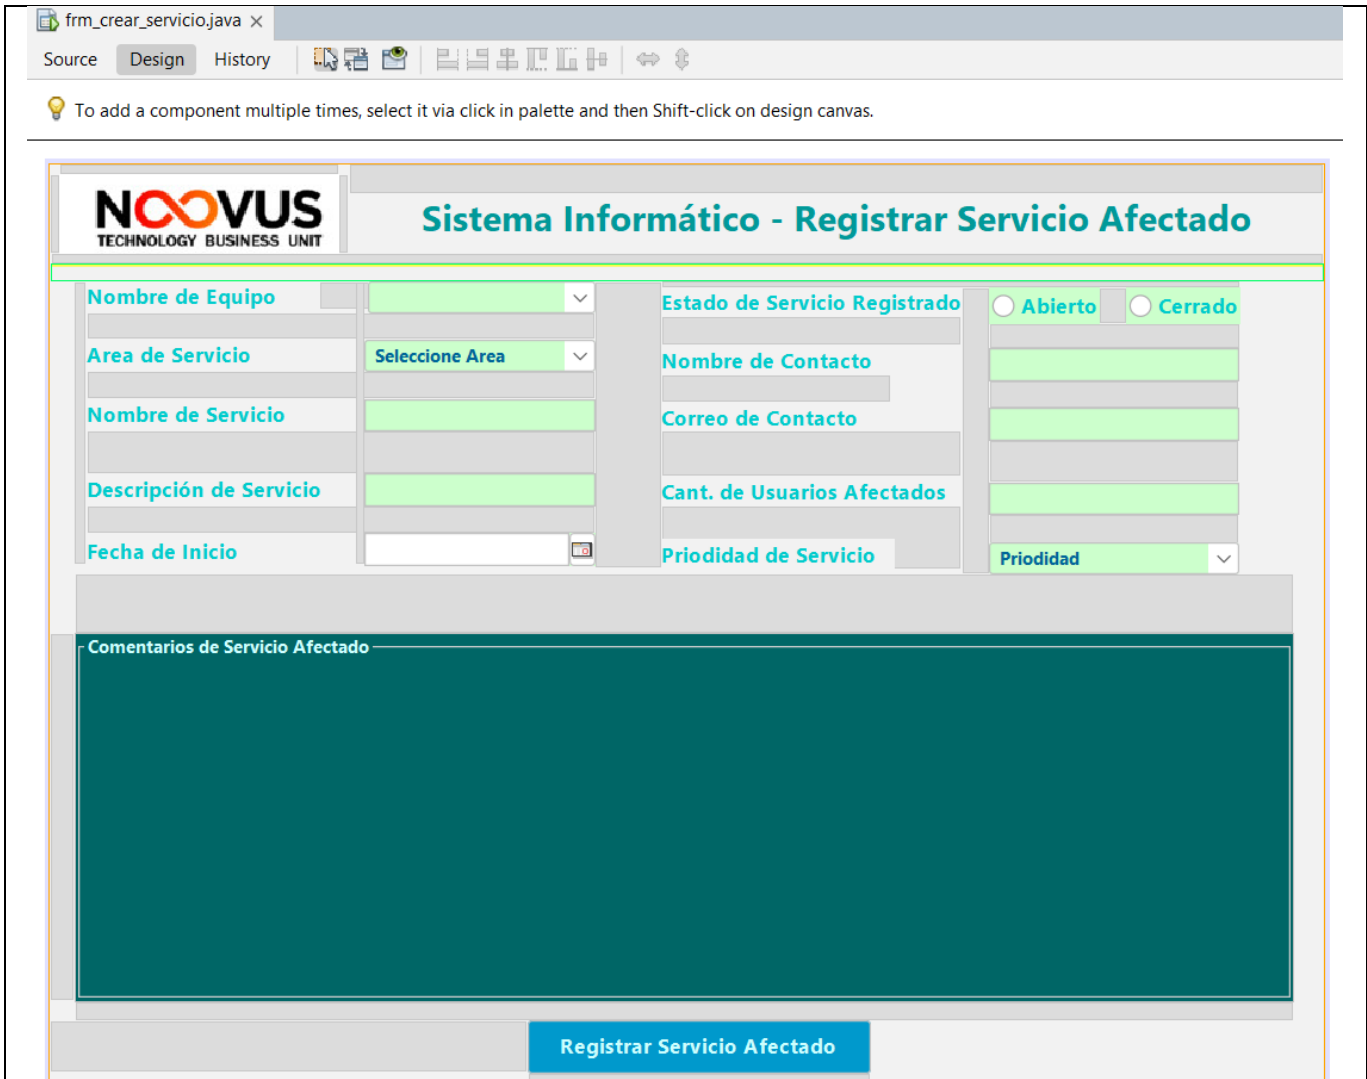 frm_crear_servicio.java ×
Source Design History
To add a component multiple times, select it via click in palette and then Shift-click on design canvas.
NOOVUS
TECHNOLOGY BUSINESS UNIT
Sistema Informático - Registrar Servicio Afectado
Nombre de Equipo
Estado de Servicio Registrado
Abierto Cerrado
Area de Servicio
Seleccione Area
Nombre de Contacto
Nombre de Servicio
Correo de Contacto
Descripción de Servicio
Cant. de Usuarios Afectados
Fecha de Inicio
Priodidad de Servicio
Priodidad
Comentarios de Servicio Afectado
Registrar Servicio Afectado